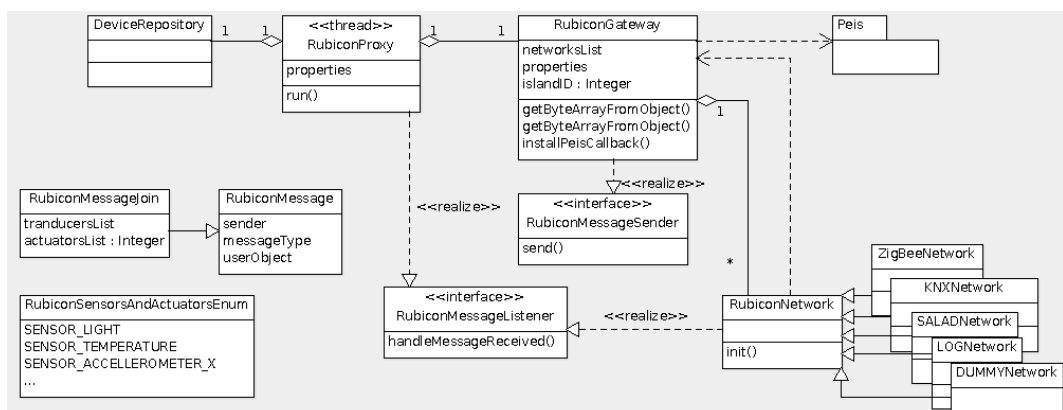 DeviceRepository
1
1
<<thread>>
RubiconProxy
properties
run()
1
1
RubiconGateway
networksList
properties
islandID : Integer
getByteArrayFromObject()
getByteArrayFromObject()
installPeisCallback()
Peis
1
<<realize>>
<<realize>>
<<interface>>
RubiconMessageSender
send()
RubiconMessageJoin
tranducersList
actuatorsList : Integer
RubiconMessage
sender
messageType
userObject
*
RubiconSensorsAndActuatorsEnum
SENSOR_LIGHT
SENSOR_TEMPERATURE
SENSOR_ACCELLEROMETER_X
...
<<interface>>
RubiconMessageListener
handleMessageReceived()
<<realize>>
RubiconNetwork
init()
ZigBeeNetwork
KNXNetwork
SALADNetwork
LOGNetwork
DUMMYNetwork